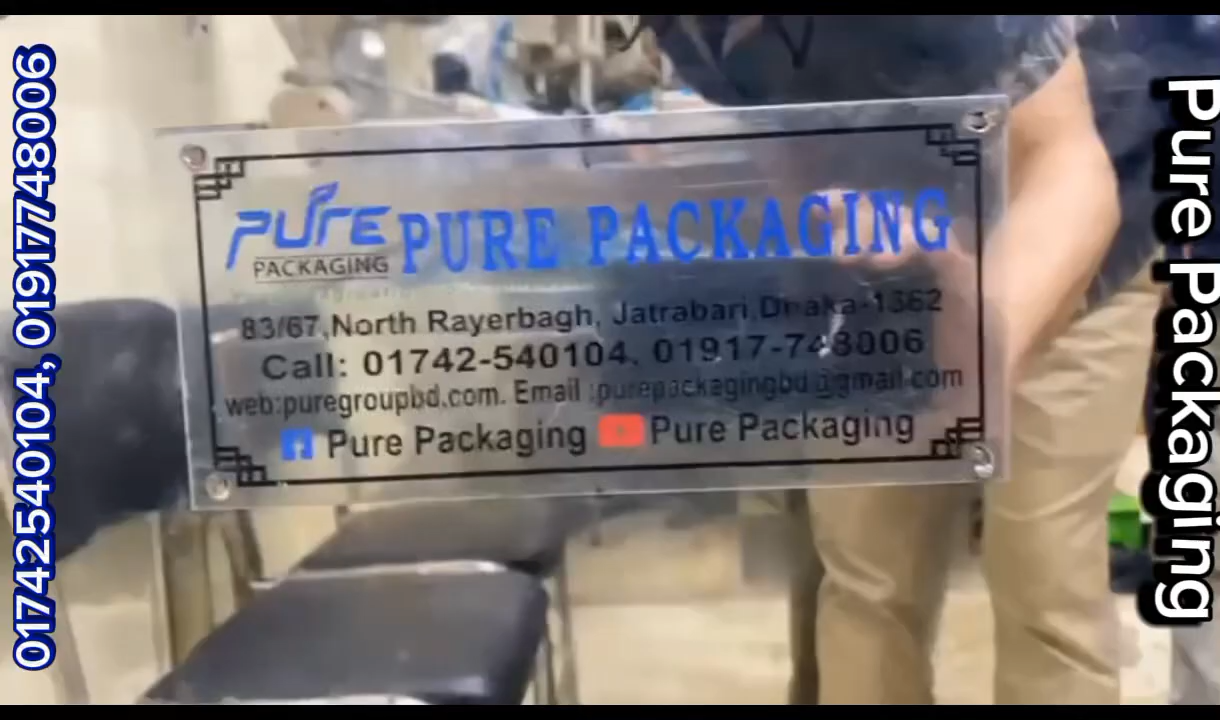 01742540104, 01917748006
PURE
PACKAGING
PURE PACKAGING
83/67,North Rayerbagh, Jatrabari,Dhaka-1362
Call: 01742-540104, 01917-748006
web:puregroupbd.com. Email :purepackagingbd@gmail.com
Pure Packaging Pure Packaging
Pure Packaging